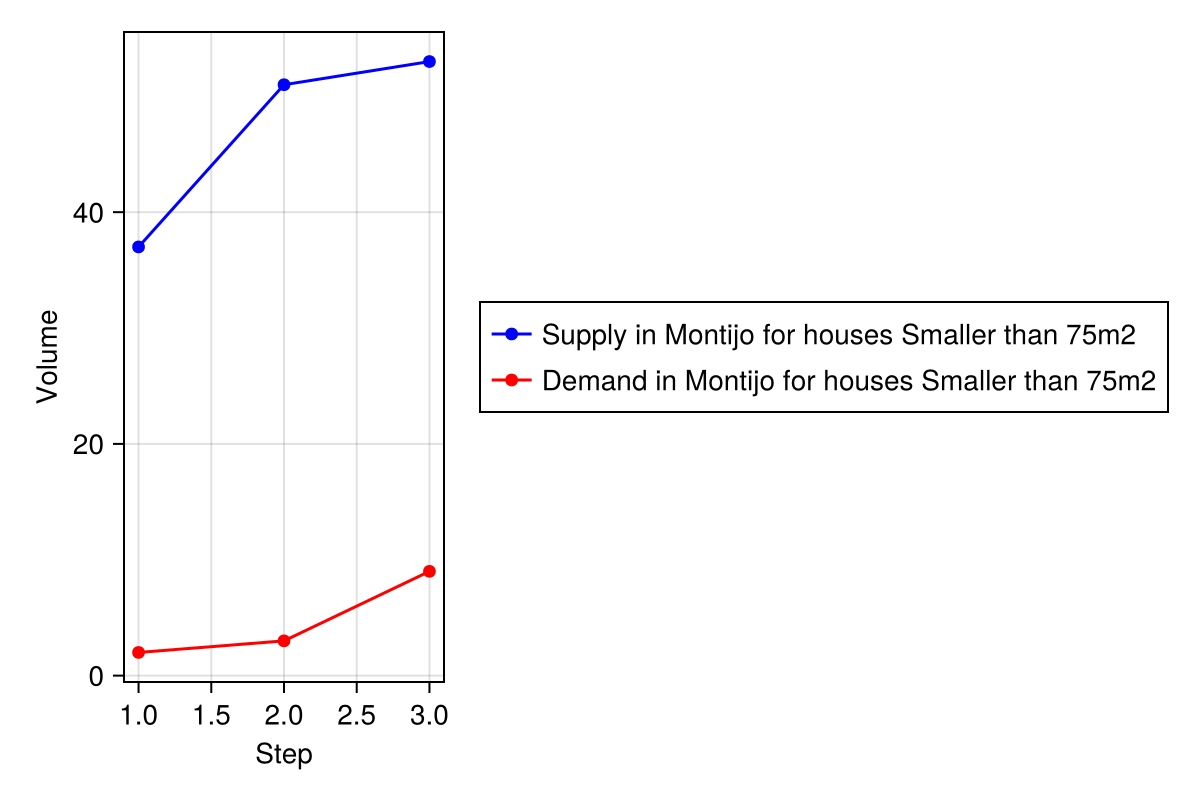 Volume
40
20
0
1.0 1.5 2.0 2.5 3.0
Step
Supply in Montijo for houses Smaller than 75m2
Demand in Montijo for houses Smaller than 75m2